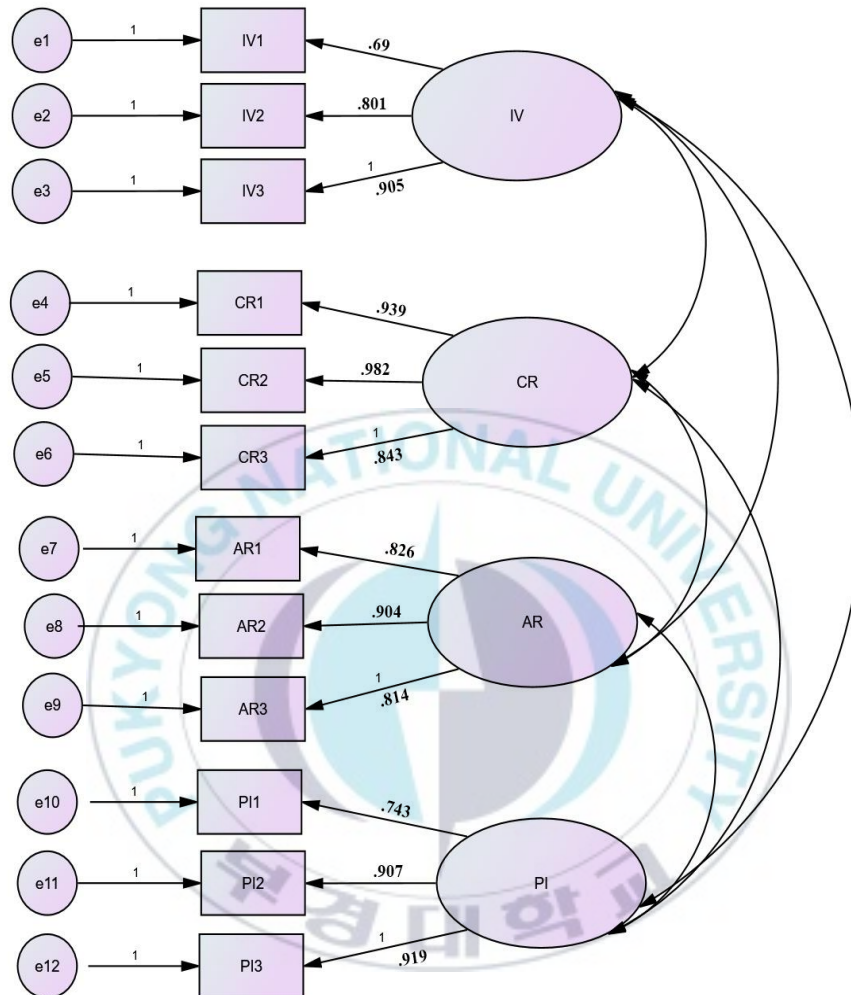 e1 1 IV1 .69
e2 1 IV2 .801 IV
e3 1 IV3 1 .905
e4 1 CR1 .939
e5 1 CR2 .982 CR
e6 1 CR3 1 .843
e7 1 AR1 .826
e8 1 AR2 .904 AR
e9 1 AR3 1 .814
e10 1 PI1 .743
e11 1 PI2 .907 PI
e12 1 PI3 1 .919
PUKYONG NATIONAL UNIVERSITY
부경대학교